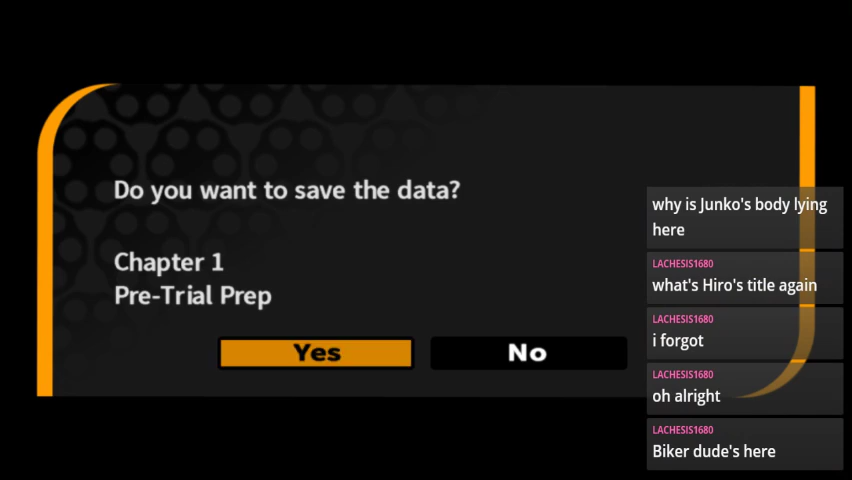 Do you want to save the data?
Chapter 1
Pre-Trial Prep
Yes
No
why is Junko's body lying
here
LACHESIS1680
what's Hiro's title again
LACHESIS1680
i forgot
LACHESIS1680
oh alright
LACHESIS1680
Biker dude's here